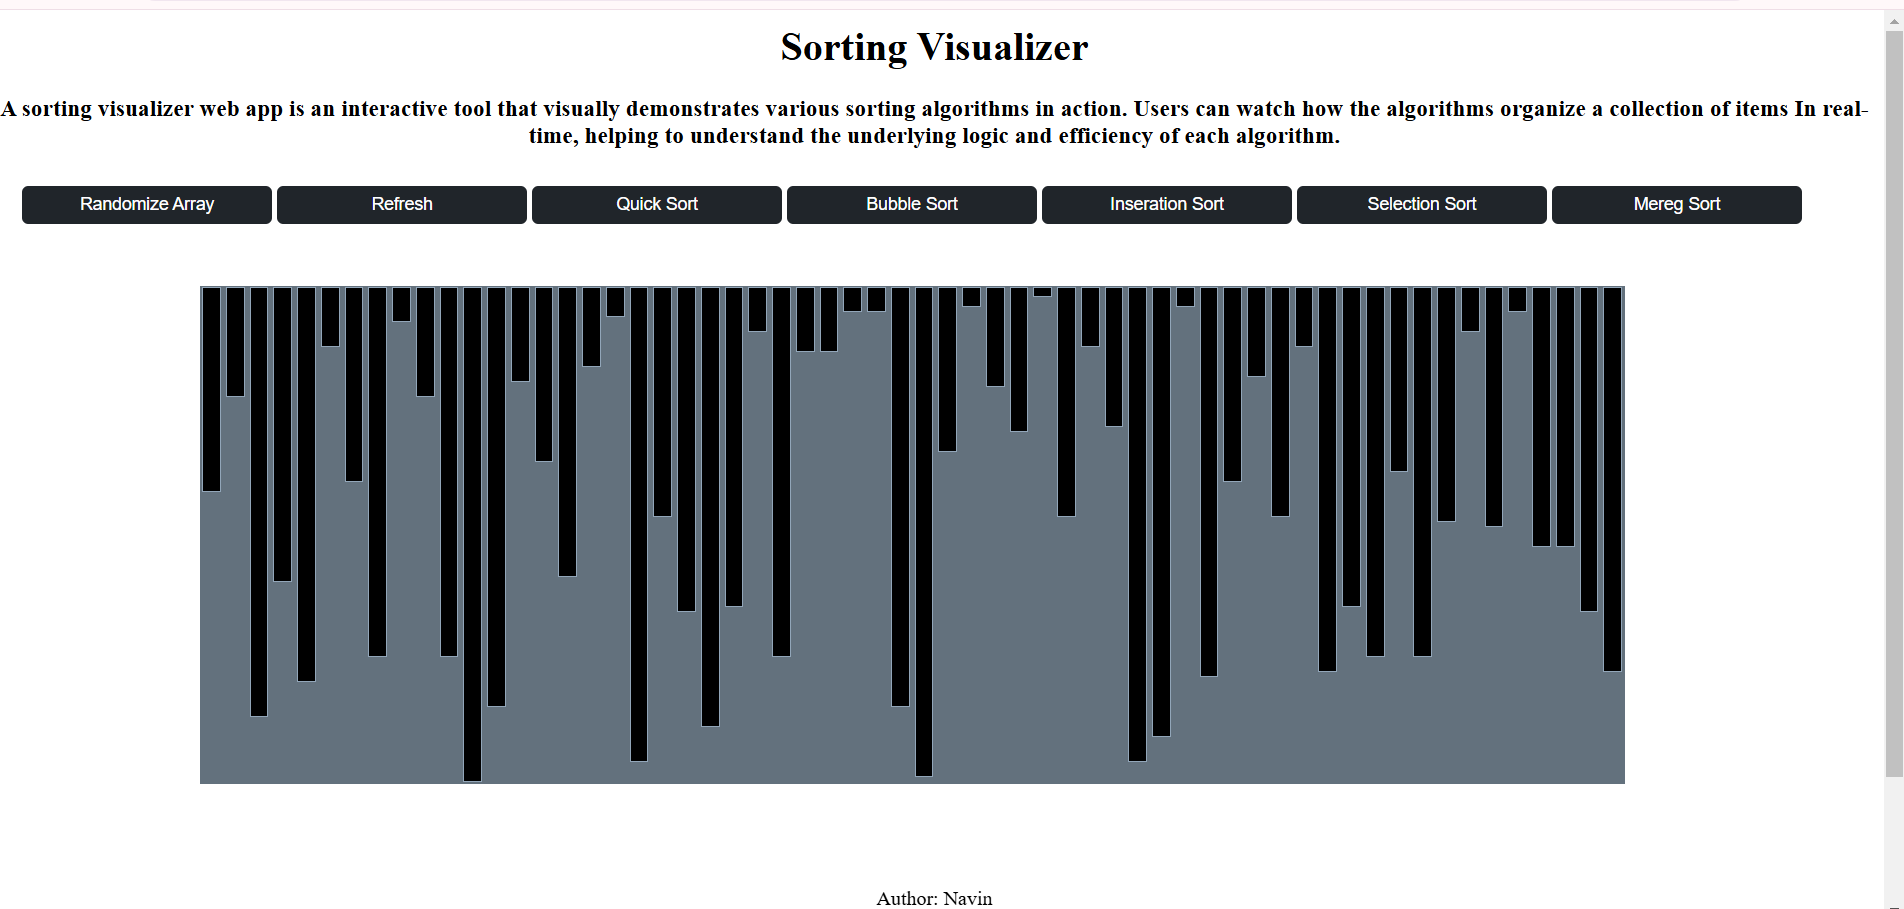 Sorting Visualizer
A sorting visualizer web app is an interactive tool that visually demonstrates various sorting algorithms in action. Users can watch how the algorithms organize a collection of items In real-
time, helping to understand the underlying logic and efficiency of each algorithm.
Randomize Array Refresh Quick Sort Bubble Sort Inseration Sort Selection Sort Mereg Sort
Author: Navin